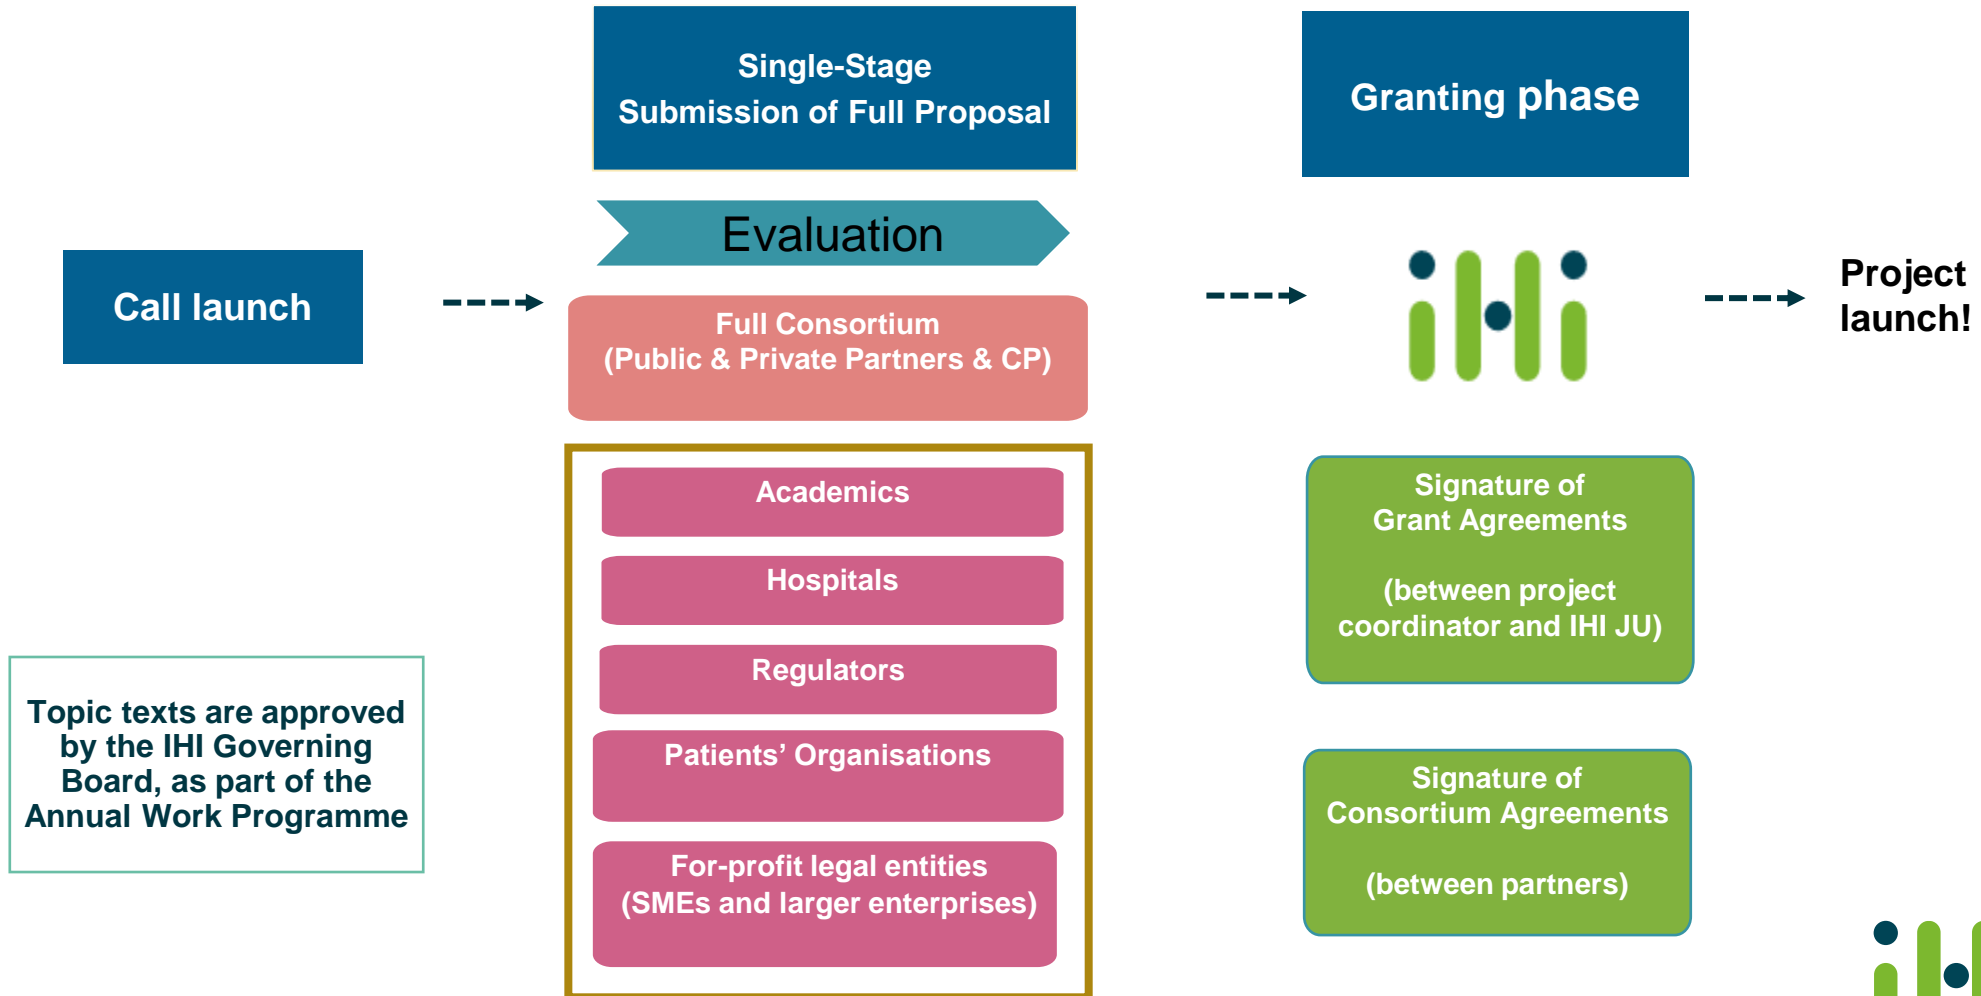 Call launch
Topic texts are approved
by the IHI Governing
Board, as part of the
Annual Work Programme
Single-Stage
Submission of Full Proposal
Evaluation
Full Consortium
(Public & Private Partners & CP)
Academics
Hospitals
Regulators
Patients’ Organisations
For-profit legal entities
(SMEs and larger enterprises)
Granting phase
iHi
Signature of
Grant Agreements
(between project
coordinator and IHI JU)
Signature of
Consortium Agreements
(between partners)
Project
launch!